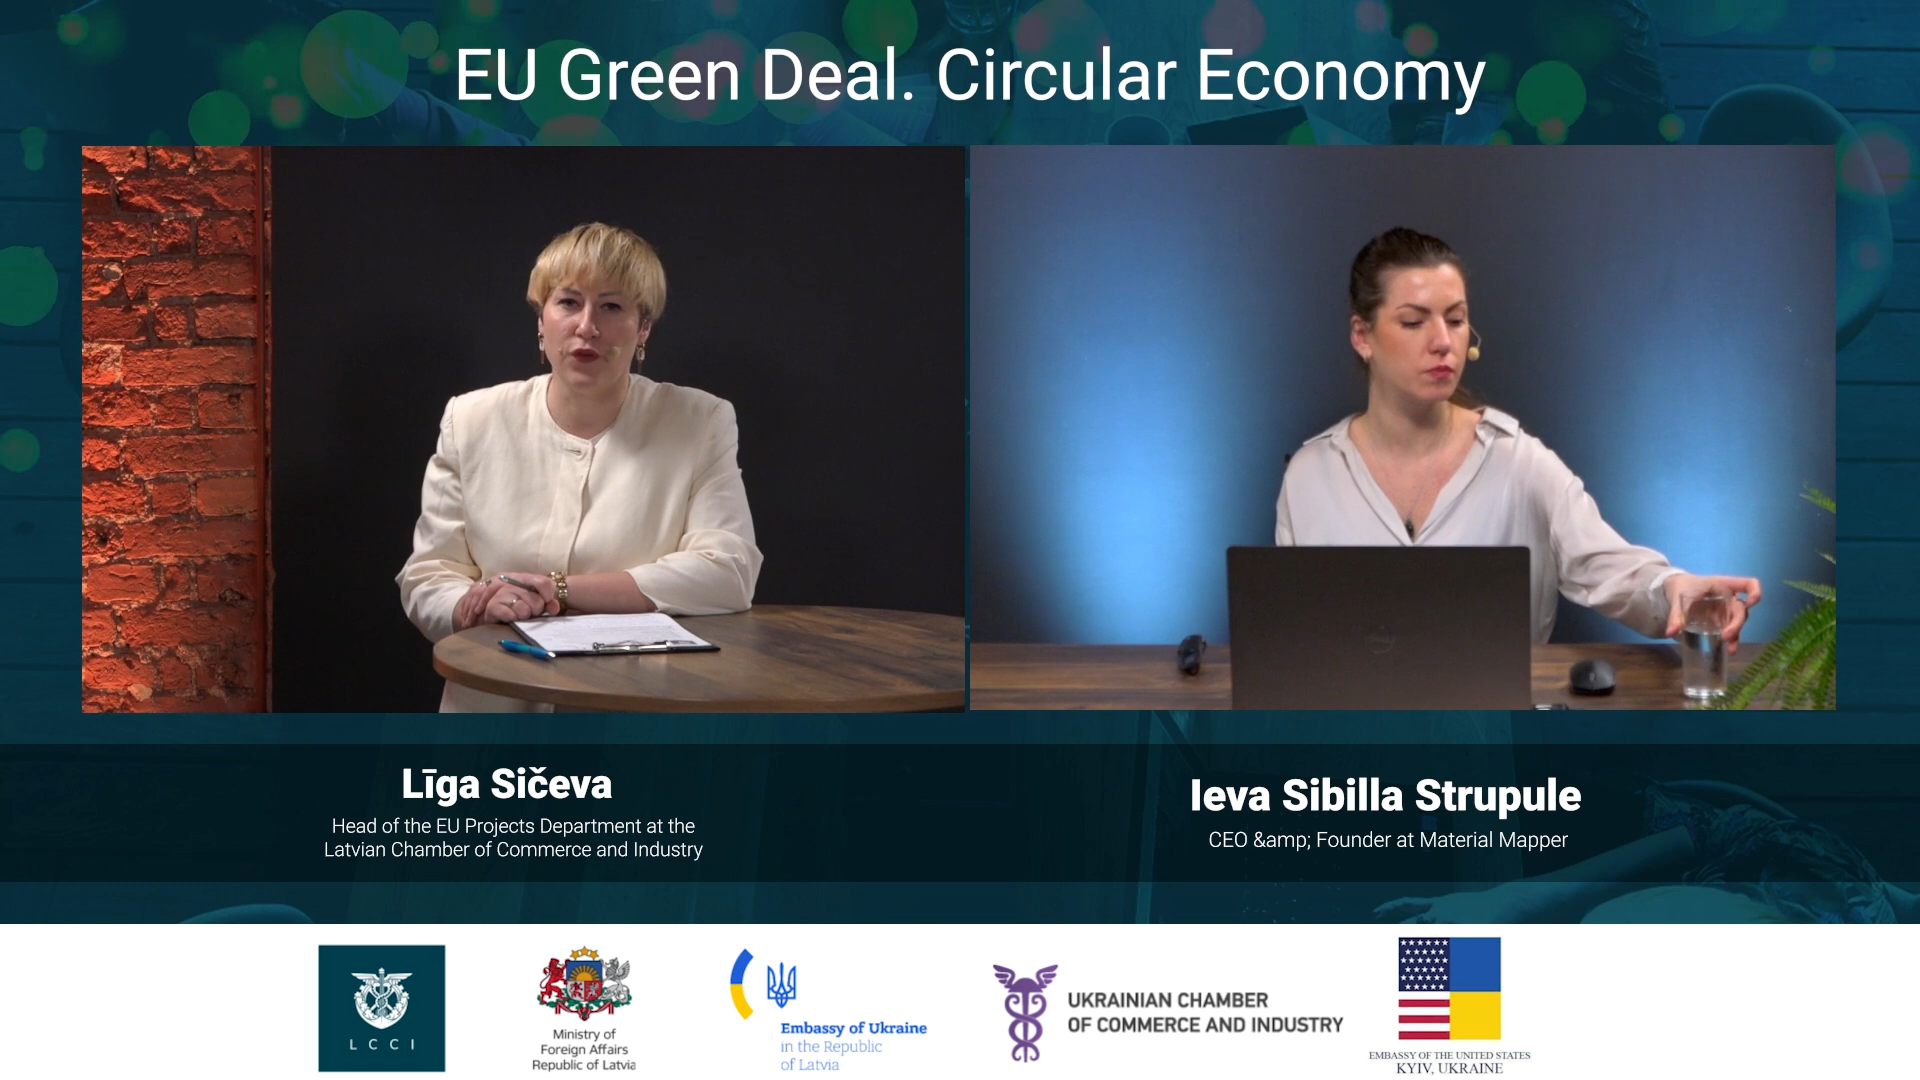 EU Green Deal. Circular Economy
Līga Sičeva
Head of the EU Projects Department at the
Latvian Chamber of Commerce and Industry
Ieva Sibilla Strupule
CEO &amp; Founder at Material Mapper
LCCI
Ministry of
Foreign Affairs
Republic of Latvia
Embassy of Ukraine
in the Republic
of Latvia
UKRAINIAN CHAMBER
OF COMMERCE AND INDUSTRY
EMBASSY OF THE UNITED STATES
KYIV, UKRAINE